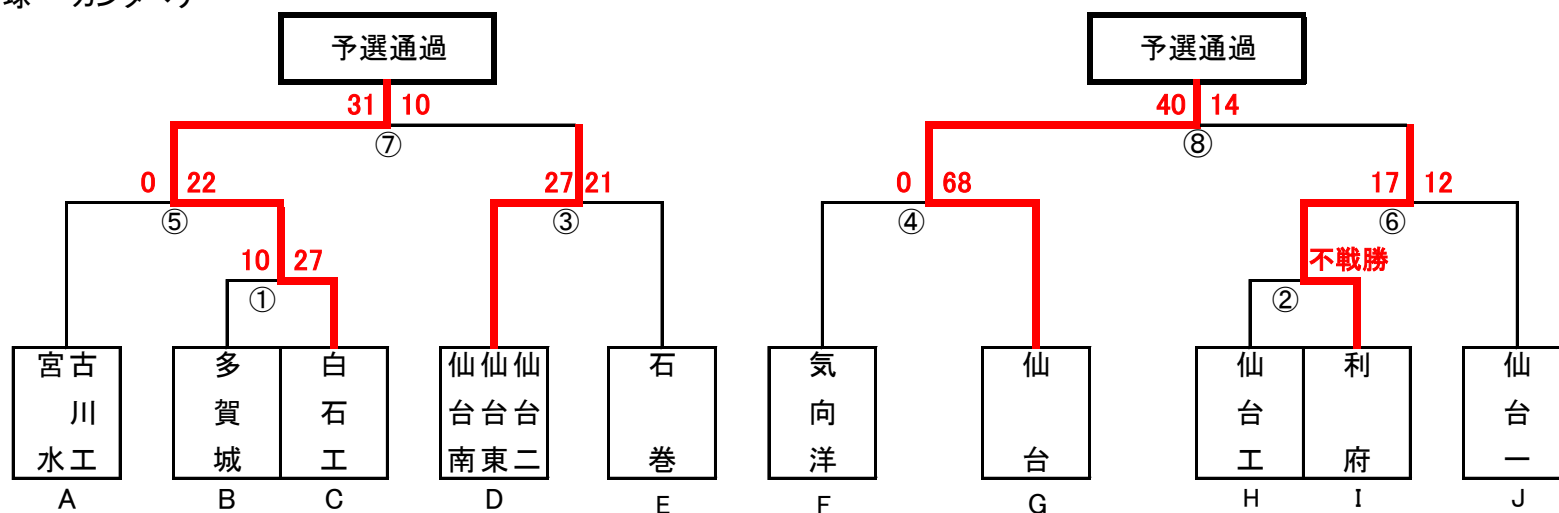 予選通過 予選通過
31 10 40 14
⑦ ⑧
0 22 27 21 0 68 17 12
⑤ ③ ④ ⑥
10 27 不戦勝
① ②
古川工
宮水
多賀城
白石工
仙台二
仙台東
仙台南
石巻
気向洋
仙台
仙台工
利府
仙台一
A B C D E F G H I J